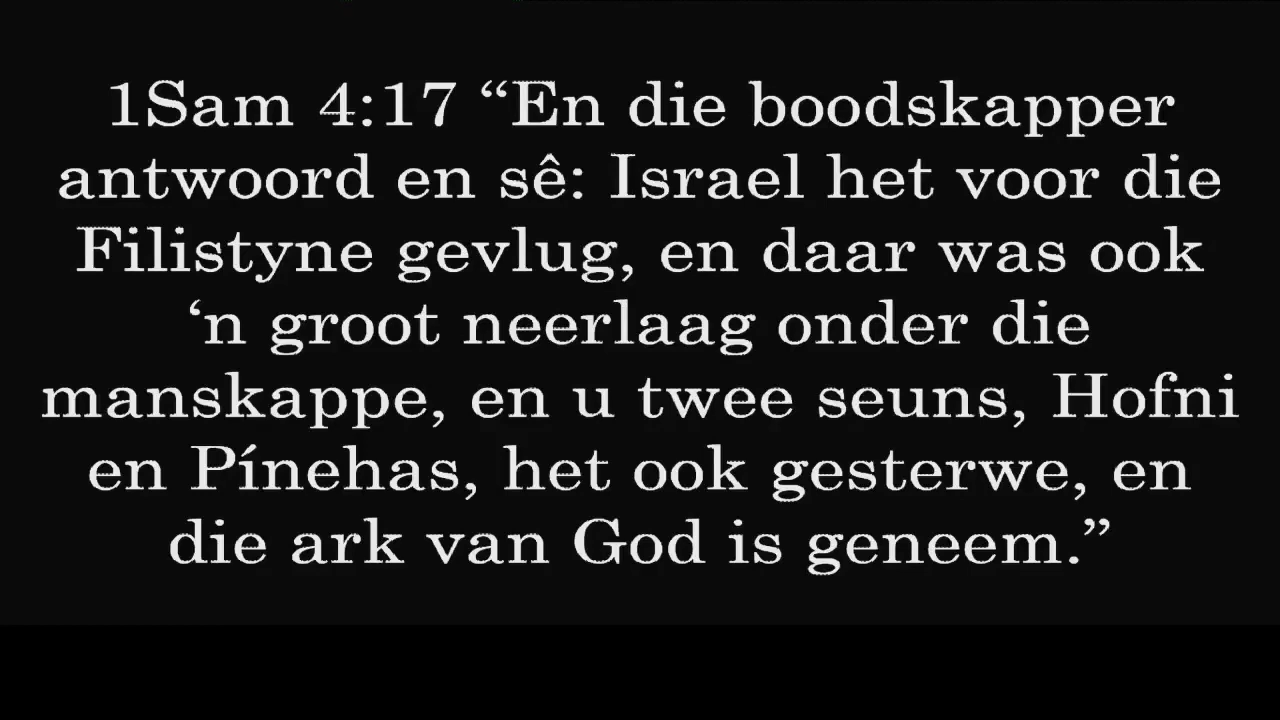 1Sam 4:17 “En die boodskapper
antwoord en sê: Israel het voor die
Filistyne gevlug, en daar was ook
‘n groot neerlaag onder die
manskappe, en u twee seuns, Hofni
en Pínehas, het ook gesterwe, en
die ark van God is geneem.”